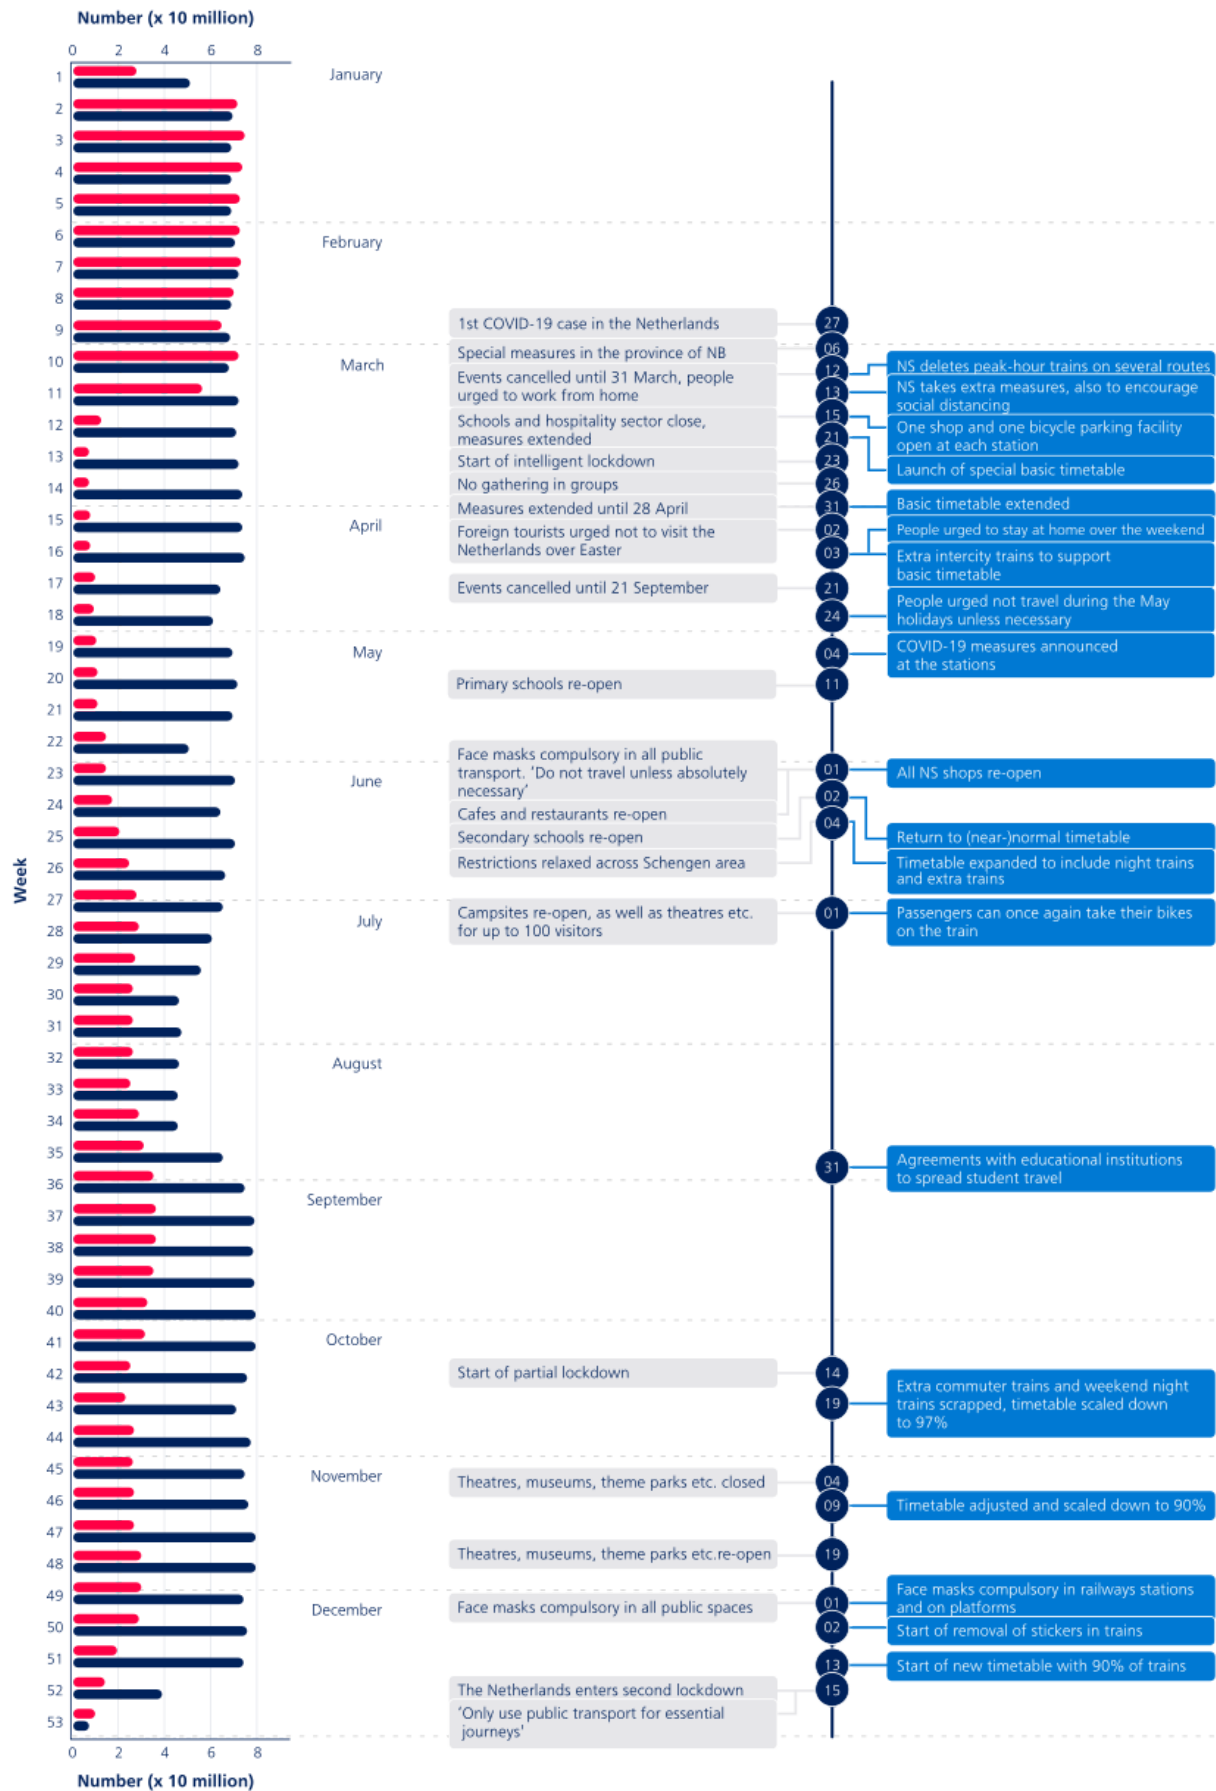 Number (x 10 million)
0 2 4 6 8
Week
1
2
3
4
5
6
7
8
9
10
11
12
13
14
15
16
17
18
19
20
21
22
23
24
25
26
27
28
29
30
31
32
33
34
35
36
37
38
39
40
41
42
43
44
45
46
47
48
49
50
51
52
53
0 2 4 6 8
Number (x 10 million)
January
February
1st COVID-19 case in the Netherlands
27
March
Special measures in the province of NB
06
Events cancelled until 31 March, people
urged to work from home
12
NS deletes peak-hour trains on several routes
13
NS takes extra measures, also to encourage
social distancing
Schools and hospitality sector close,
measures extended
15
One shop and one bicycle parking facility
open at each station
21
Launch of special basic timetable
Start of intelligent lockdown
23
No gathering in groups
26
Measures extended until 28 April
31
Basic timetable extended
April
Foreign tourists urged not to visit the
Netherlands over Easter
02
03
People urged to stay at home over the weekend
Extra intercity trains to support
basic timetable
Events cancelled until 21 September
21
24
People urged not travel during the May
holidays unless necessary
May
04
COVID-19 measures announced
at the stations
Primary schools re-open
11
June
Face masks compulsory in all public
transport. ‘Do not travel unless absolutely
necessary’
Cafes and restaurants re-open
01
All NS shops re-open
Secondary schools re-open
02
Return to (near-)normal timetable
Restrictions relaxed across Schengen area
04
Timetable expanded to include night trains
and extra trains
July
Campsites re-open, as well as theatres etc.
for up to 100 visitors
01
Passengers can once again take their bikes
on the train
August
31
Agreements with educational institutions
to spread student travel
September
October
Start of partial lockdown
14
19
Extra commuter trains and weekend night
trains scrapped, timetable scaled down
to 97%
November
Theatres, museums, theme parks etc. closed
04
09
Timetable adjusted and scaled down to 90%
Theatres, museums, theme parks etc.re-open
19
December
Face masks compulsory in all public spaces
01
Face masks compulsory in railways stations
and on platforms
02
Start of removal of stickers in trains
13
Start of new timetable with 90% of trains
The Netherlands enters second lockdown
15
‘Only use public transport for essential
journeys'